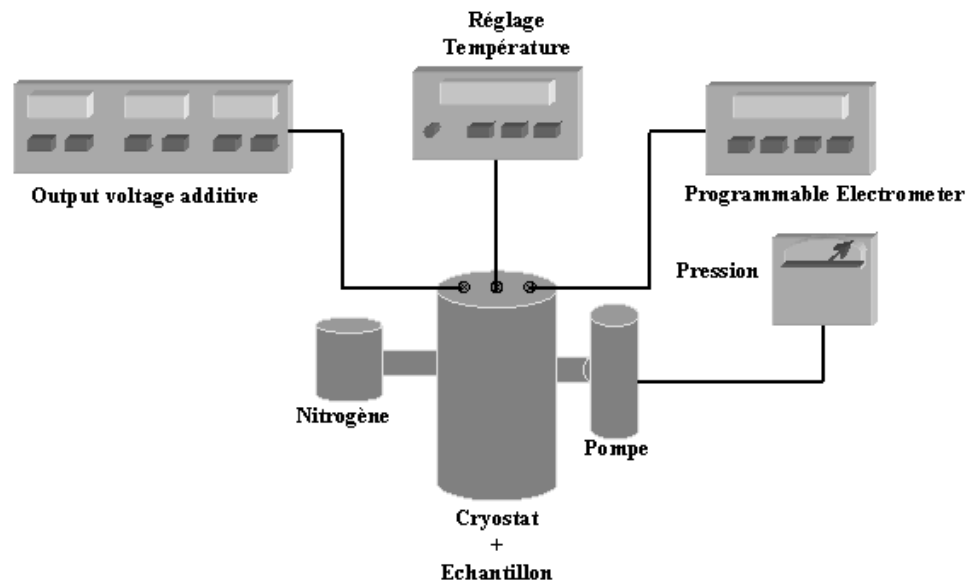 Réglage
Température
Output voltage additive
Programmable Electrometer
Pression
Nitrogène
Pompe
Cryostat
+
Echantillon